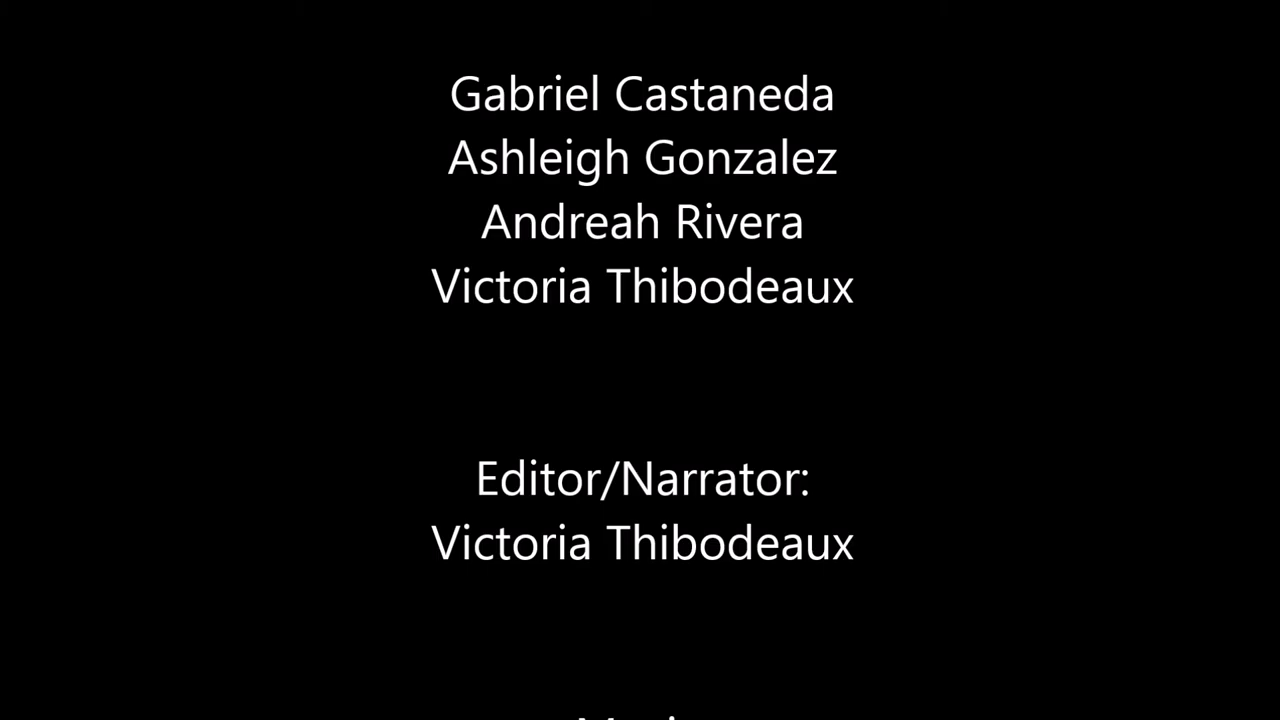 Gabriel Castaneda
Ashleigh Gonzalez
Andreah Rivera
Victoria Thibodeaux
Editor/Narrator:
Victoria Thibodeaux